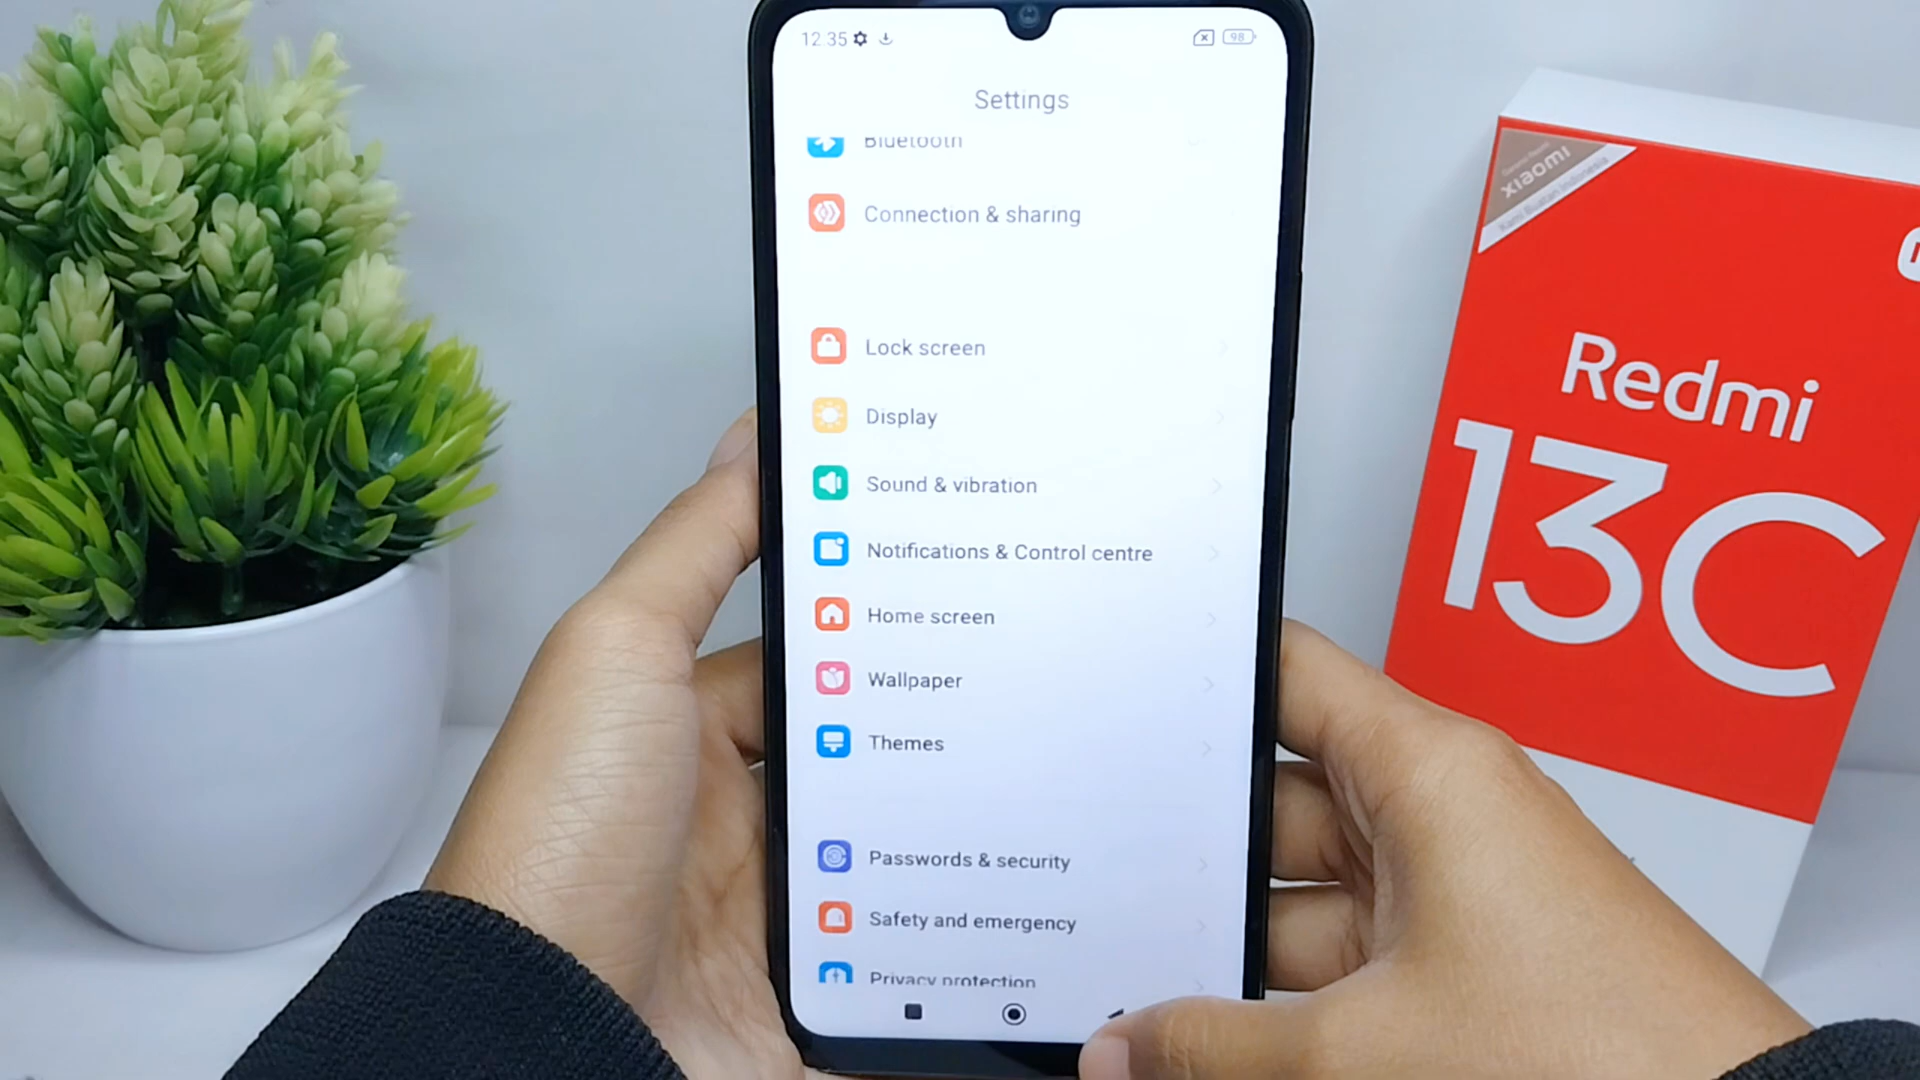 12.35
98
Settings
Bluetooth
Connection & sharing
Lock screen
Display
Sound & vibration
Notifications & Control centre
Home screen
Wallpaper
Themes
Passwords & security
Safety and emergency
Privacy protection
xiaomi
Redmi
13C